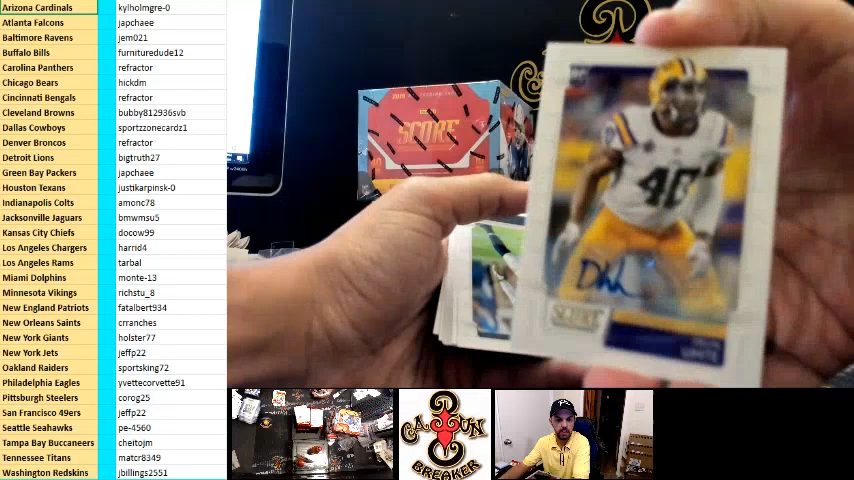 Arizona Cardinals kylholmgre-0
Atlanta Falcons japchaee
Baltimore Ravens jem021
Buffalo Bills furnituredude12
Carolina Panthers refractor
Chicago Bears hickdm
Cincinnati Bengals refractor
Cleveland Browns bubby812936svb
Dallas Cowboys sportzzonecardz1
Denver Broncos refractor
Detroit Lions bigtruth27
Green Bay Packers japchaee
Houston Texans justkarpinsk-0
Indianapolis Colts amonc78
Jacksonville Jaguars bmwmsu5
Kansas City Chiefs docow99
Los Angeles Chargers harrid4
Los Angeles Rams tarbal
Miami Dolphins monte-13
Minnesota Vikings richstu_8
New England Patriots fatalbert934
New Orleans Saints crranches
New York Giants holster77
New York Jets jeffp22
Oakland Raiders sportsking72
Philadelphia Eagles yvettecorvette91
Pittsburgh Steelers corog25
San Francisco 49ers jeffp22
Seattle Seahawks pe-4560
Tampa Bay Buccaneers cheitojm
Tennessee Titans matcr8349
Washington Redskins jbillings2551
SCORE
40
SCORE
WHITE
CAJUN
BREAKER